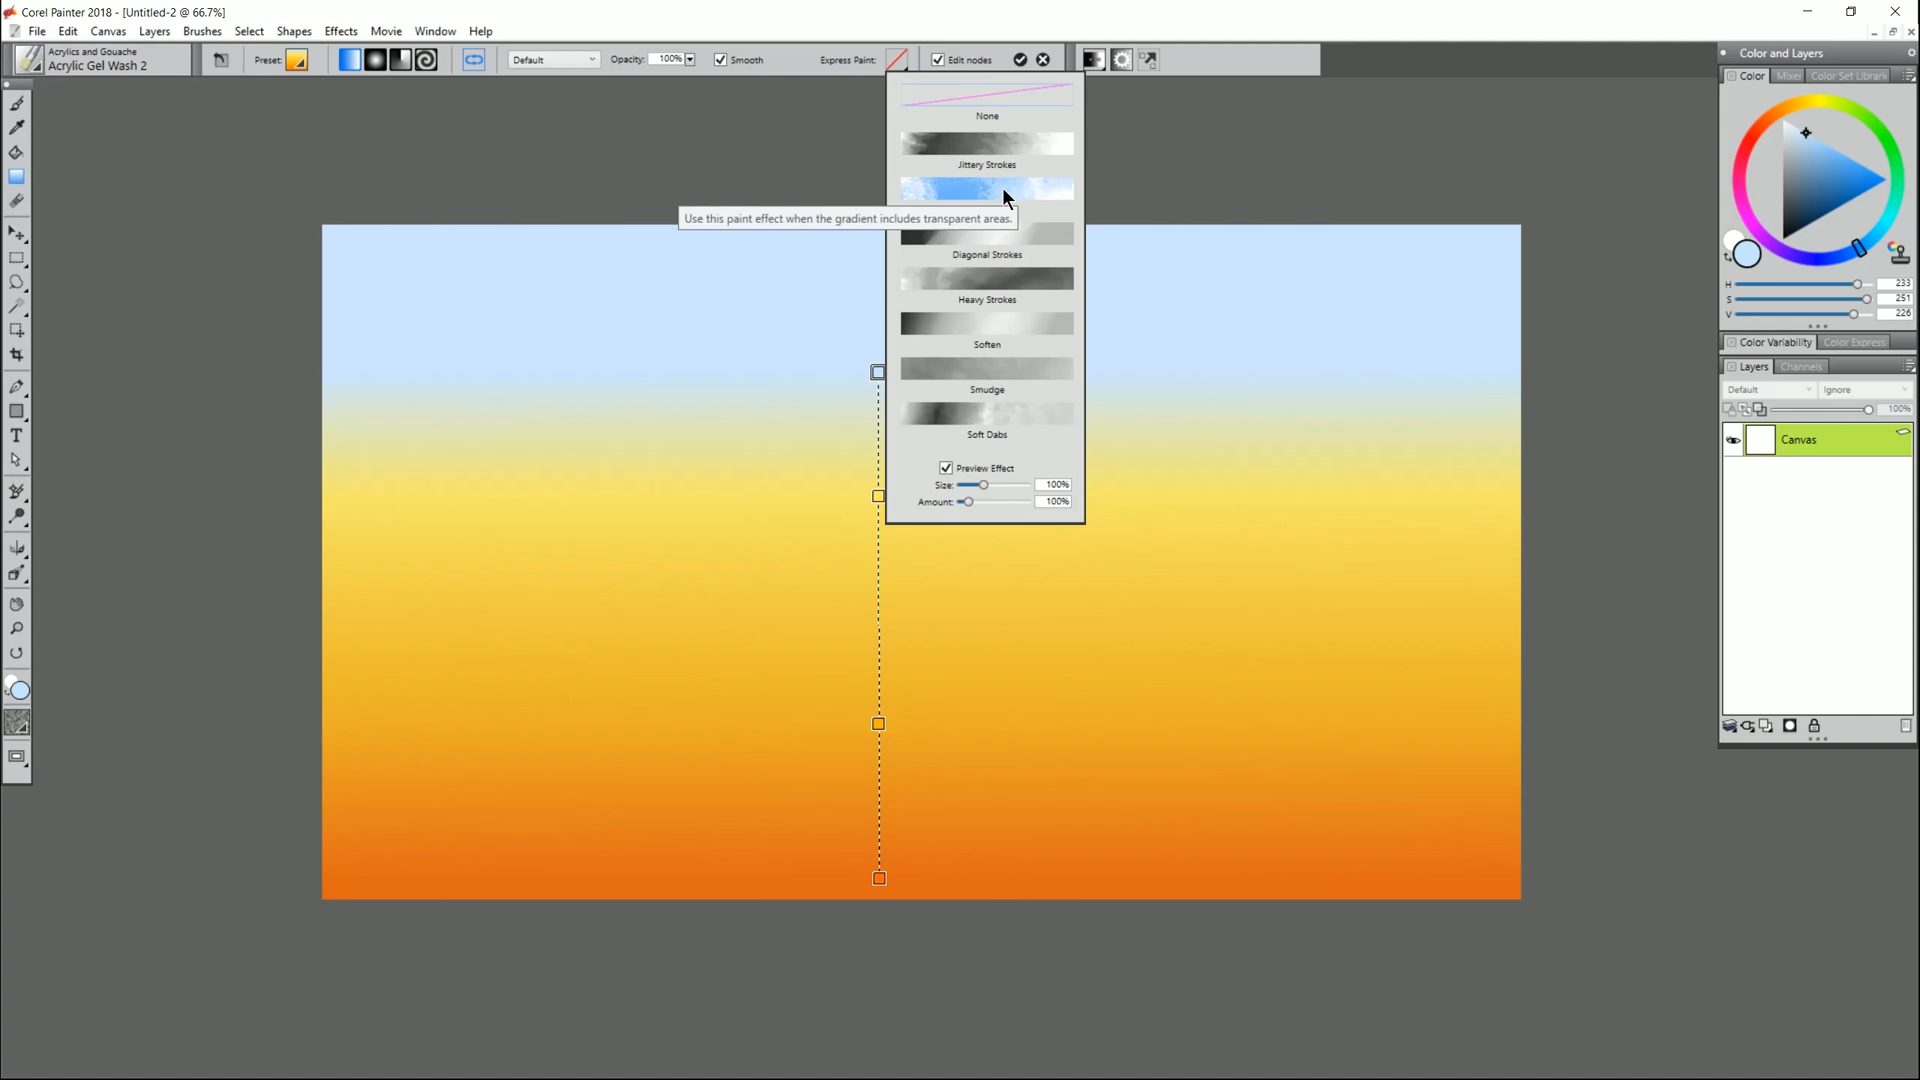 Corel Painter 2018 - [Untitled-2 @ 66.7%]
File Edit Canvas Layers Brushes Select Shapes Effects Movie Window Help
Acrylics and Gouache
Acrylic Gel Wash 2
Preset: Default Opacity: 100% Smooth Express Paint: Edit nodes
None
Jittery Strokes
Use this paint effect when the gradient includes transparent areas.
Diagonal Strokes
Heavy Strokes
Soften
Smudge
Soft Dabs
Preview Effect
Size: 100%
Amount: 100%
Color and Layers
Color Mixer Color Set Librari
H 233
S 251
V 226
Color Variability Color Express
Layers Channels
Default Ignore
100%
Canvas
T